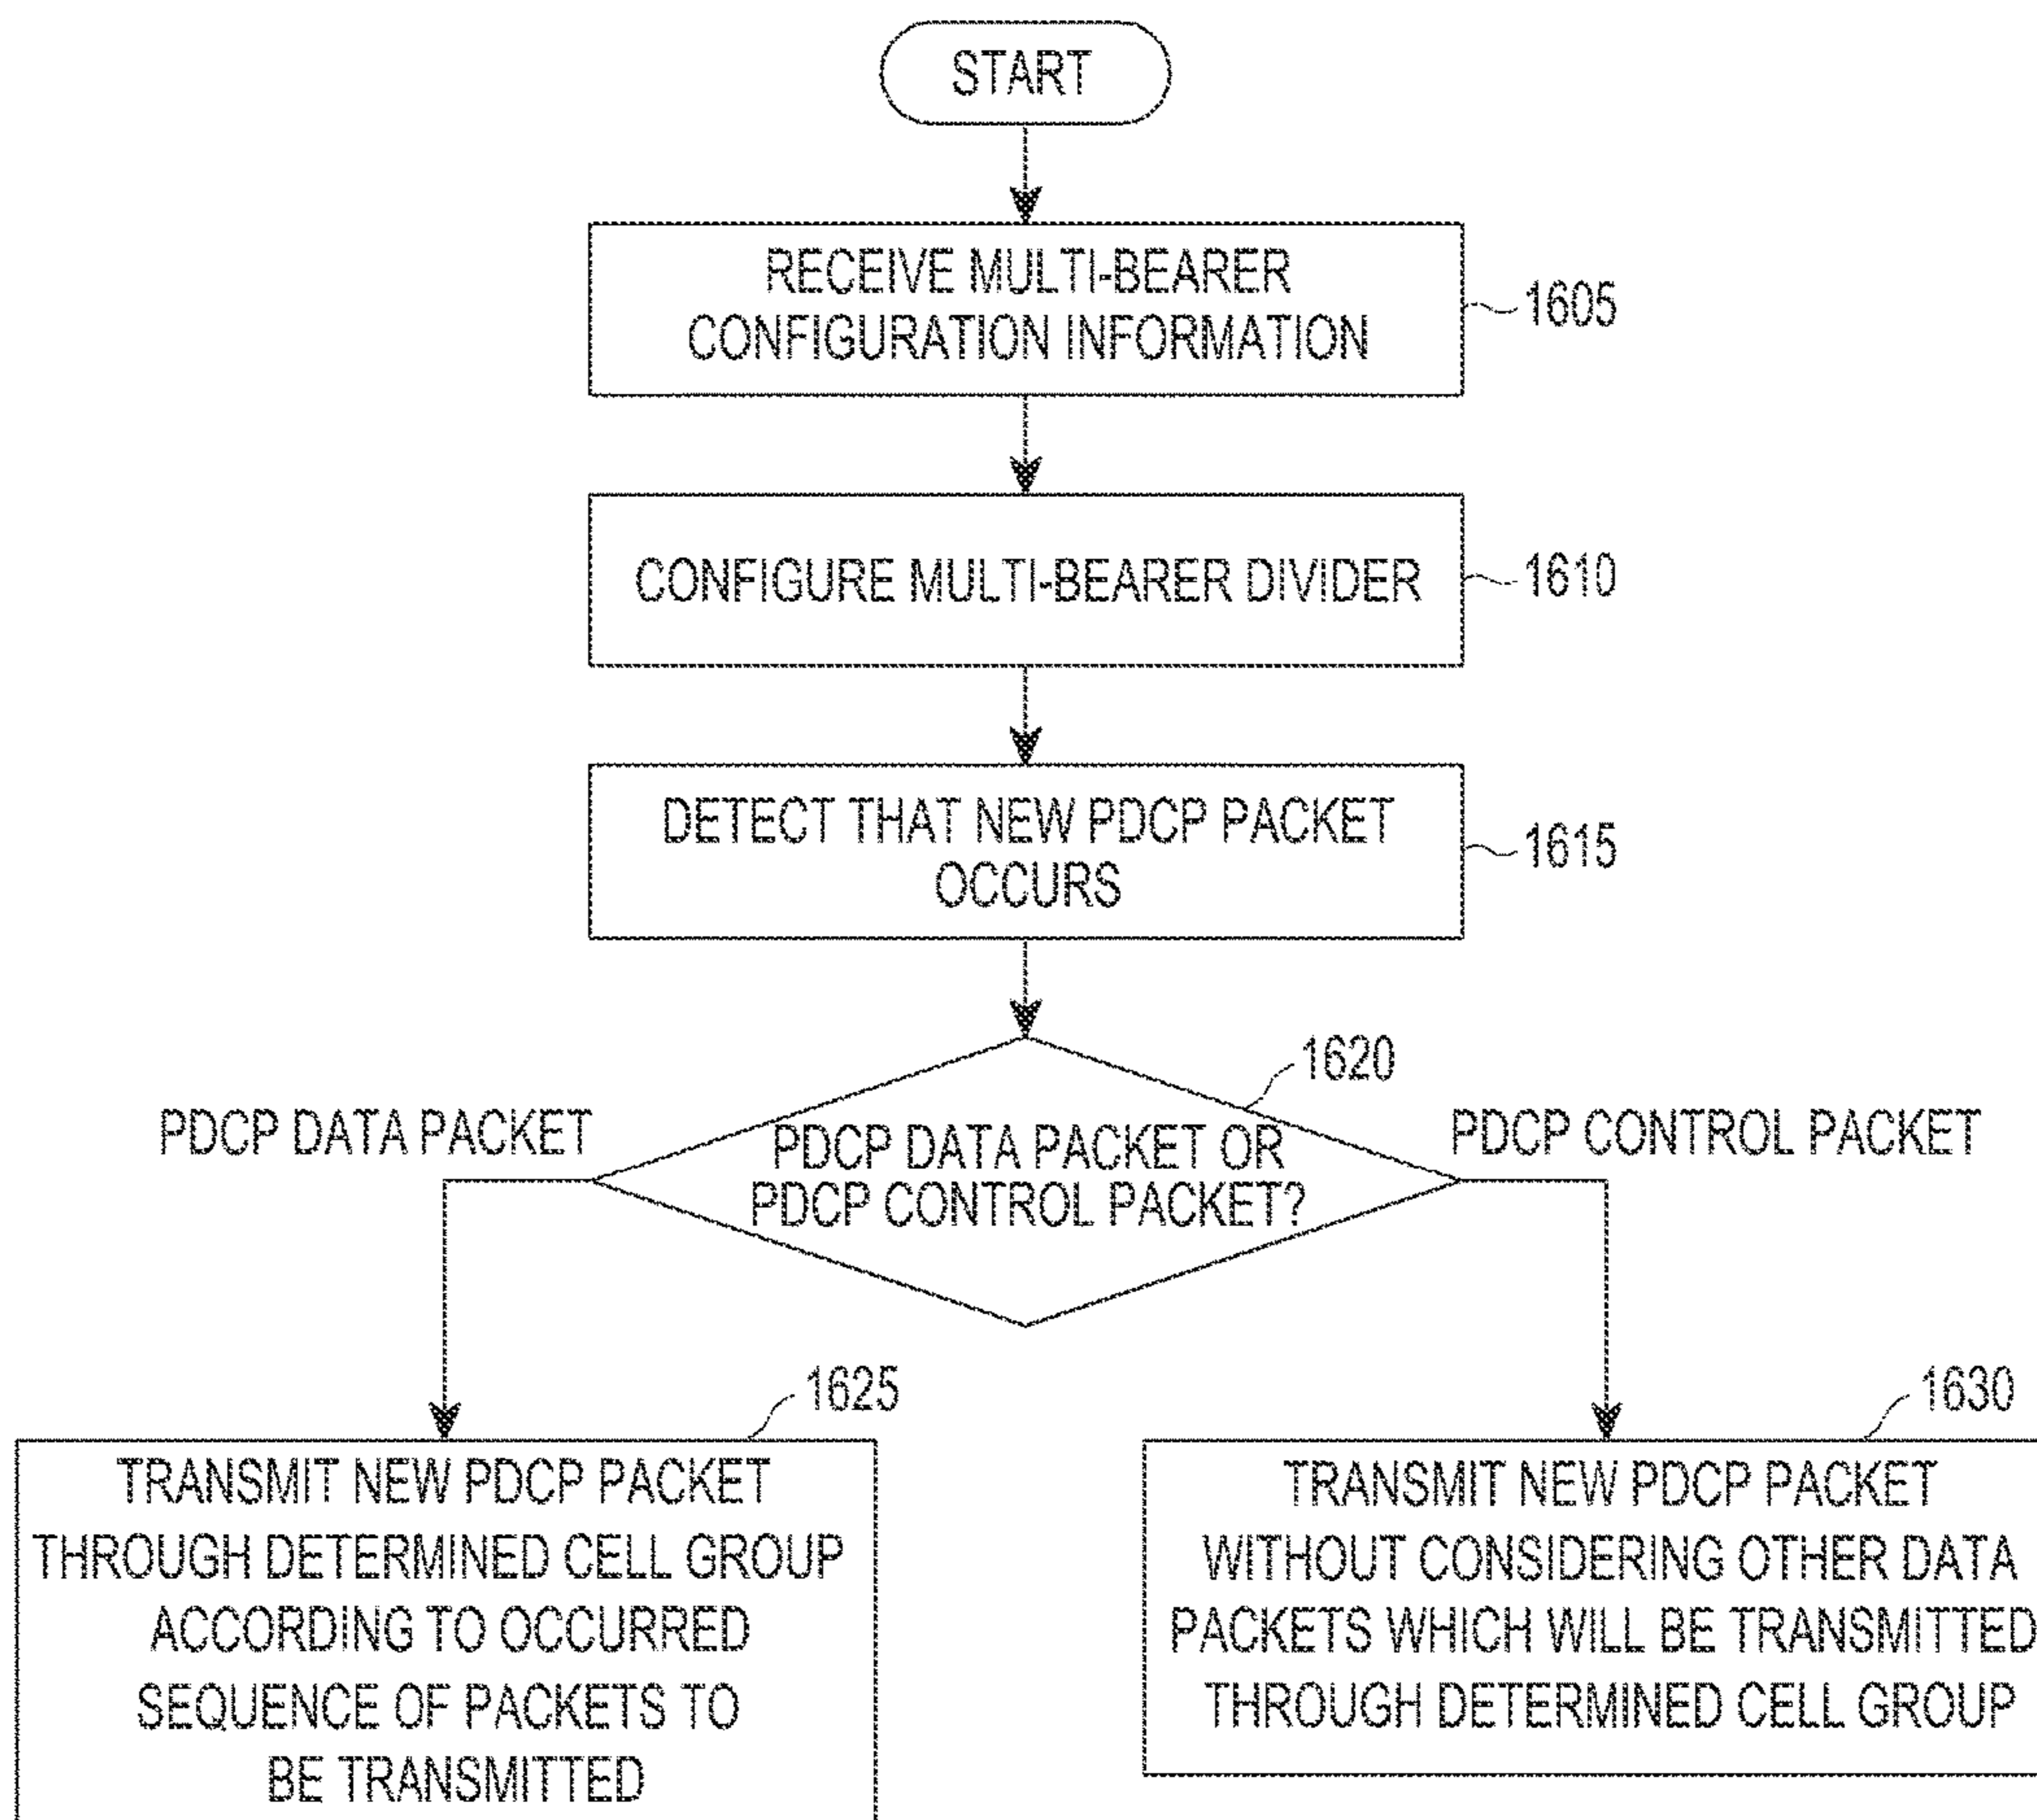 START
RECEIVE MULTI-BEARER
CONFIGURATION INFORMATION
1605
CONFIGURE MULTI-BEARER DIVIDER
1610
DETECT THAT NEW PDCP PACKET
OCCURS
1615
1620
PDCP DATA PACKET
PDCP DATA PACKET OR
PDCP CONTROL PACKET?
PDCP CONTROL PACKET
1625
TRANSMIT NEW PDCP PACKET
THROUGH DETERMINED CELL GROUP
ACCORDING TO OCCURRED
SEQUENCE OF PACKETS TO
BE TRANSMITTED
1630
TRANSMIT NEW PDCP PACKET
WITHOUT CONSIDERING OTHER DATA
PACKETS WHICH WILL BE TRANSMITTED
THROUGH DETERMINED CELL GROUP